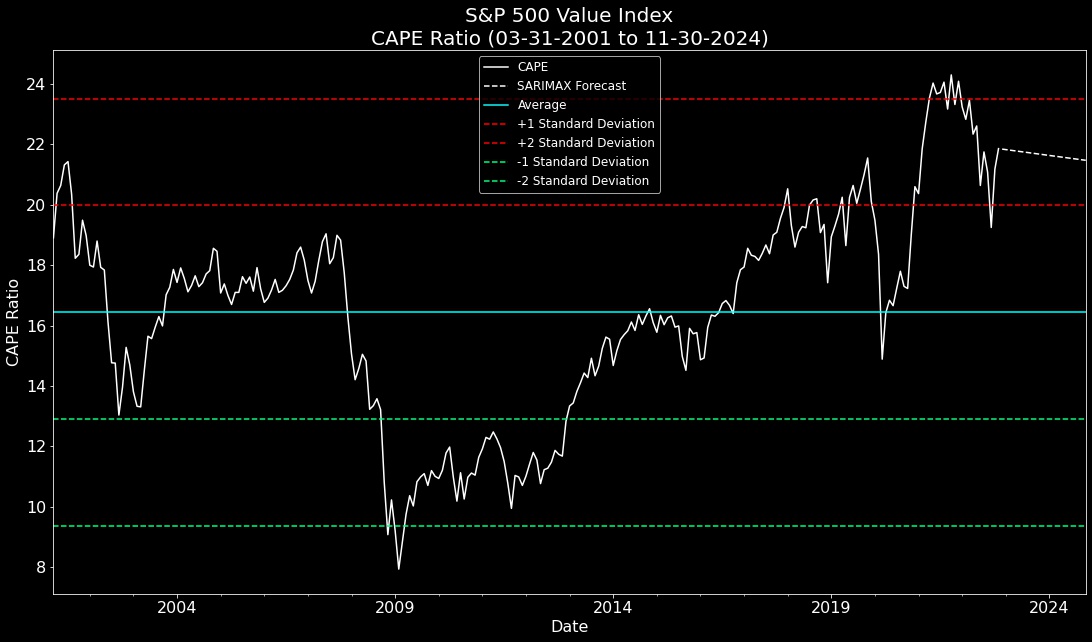 S&P 500 Value Index
CAPE Ratio (03-31-2001 to 11-30-2024)
CAPE
SARIMAX Forecast
Average
+1 Standard Deviation
+2 Standard Deviation
-1 Standard Deviation
-2 Standard Deviation
CAPE Ratio
24
22
20
18
16
14
12
10
8
2004
2009
2014
2019
2024
Date